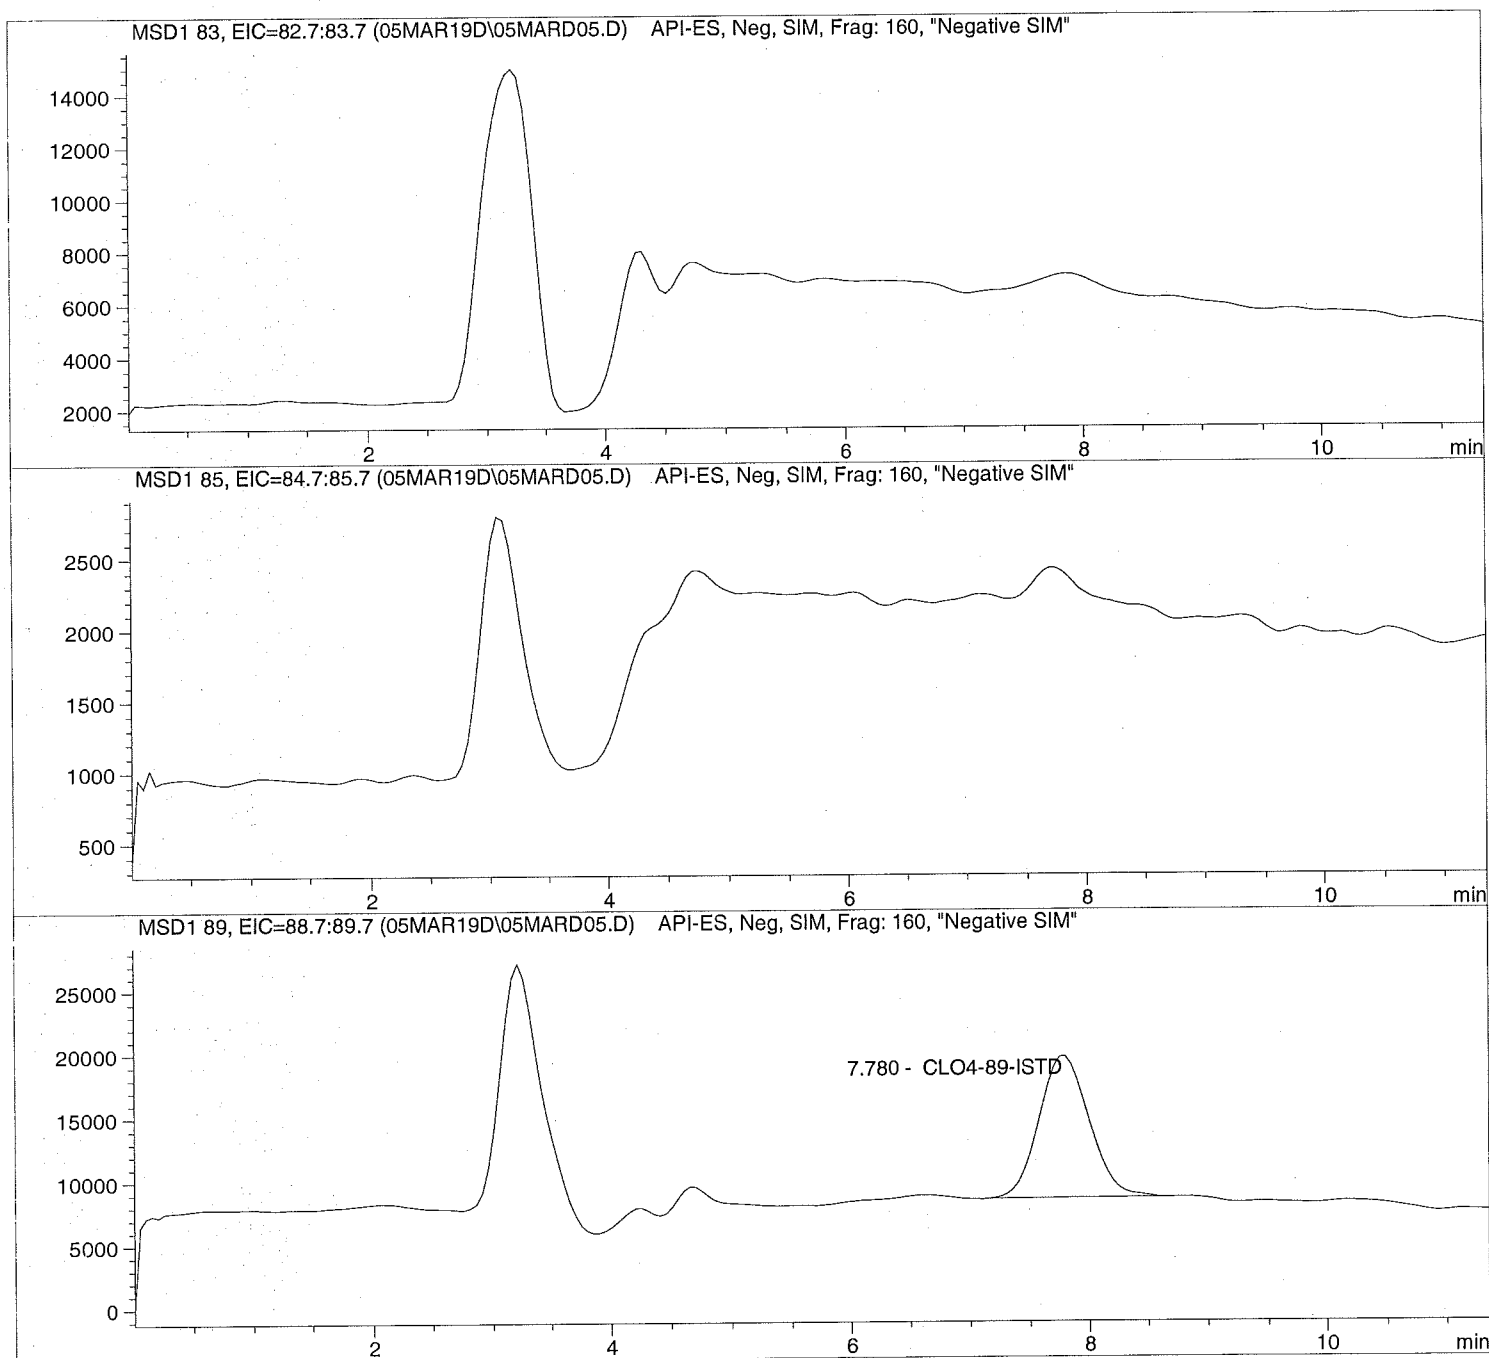 MSD1 83, EIC=82.7:83.7 (05MAR19D\05MARD05.D) API-ES, Neg, SIM, Frag: 160, "Negative SIM"
14000
12000
10000
8000
6000
4000
2000
2 4 6 8 10 min
MSD1 85, EIC=84.7:85.7 (05MAR19D\05MARD05.D) API-ES, Neg, SIM, Frag: 160, "Negative SIM"
2500
2000
1500
1000
500
2 4 6 8 10 min
MSD1 89, EIC=88.7:89.7 (05MAR19D\05MARD05.D) API-ES, Neg, SIM, Frag: 160, "Negative SIM"
25000
20000
7.780 - CLO4-89-ISTD
15000
10000
5000
0
2 4 6 8 10 min